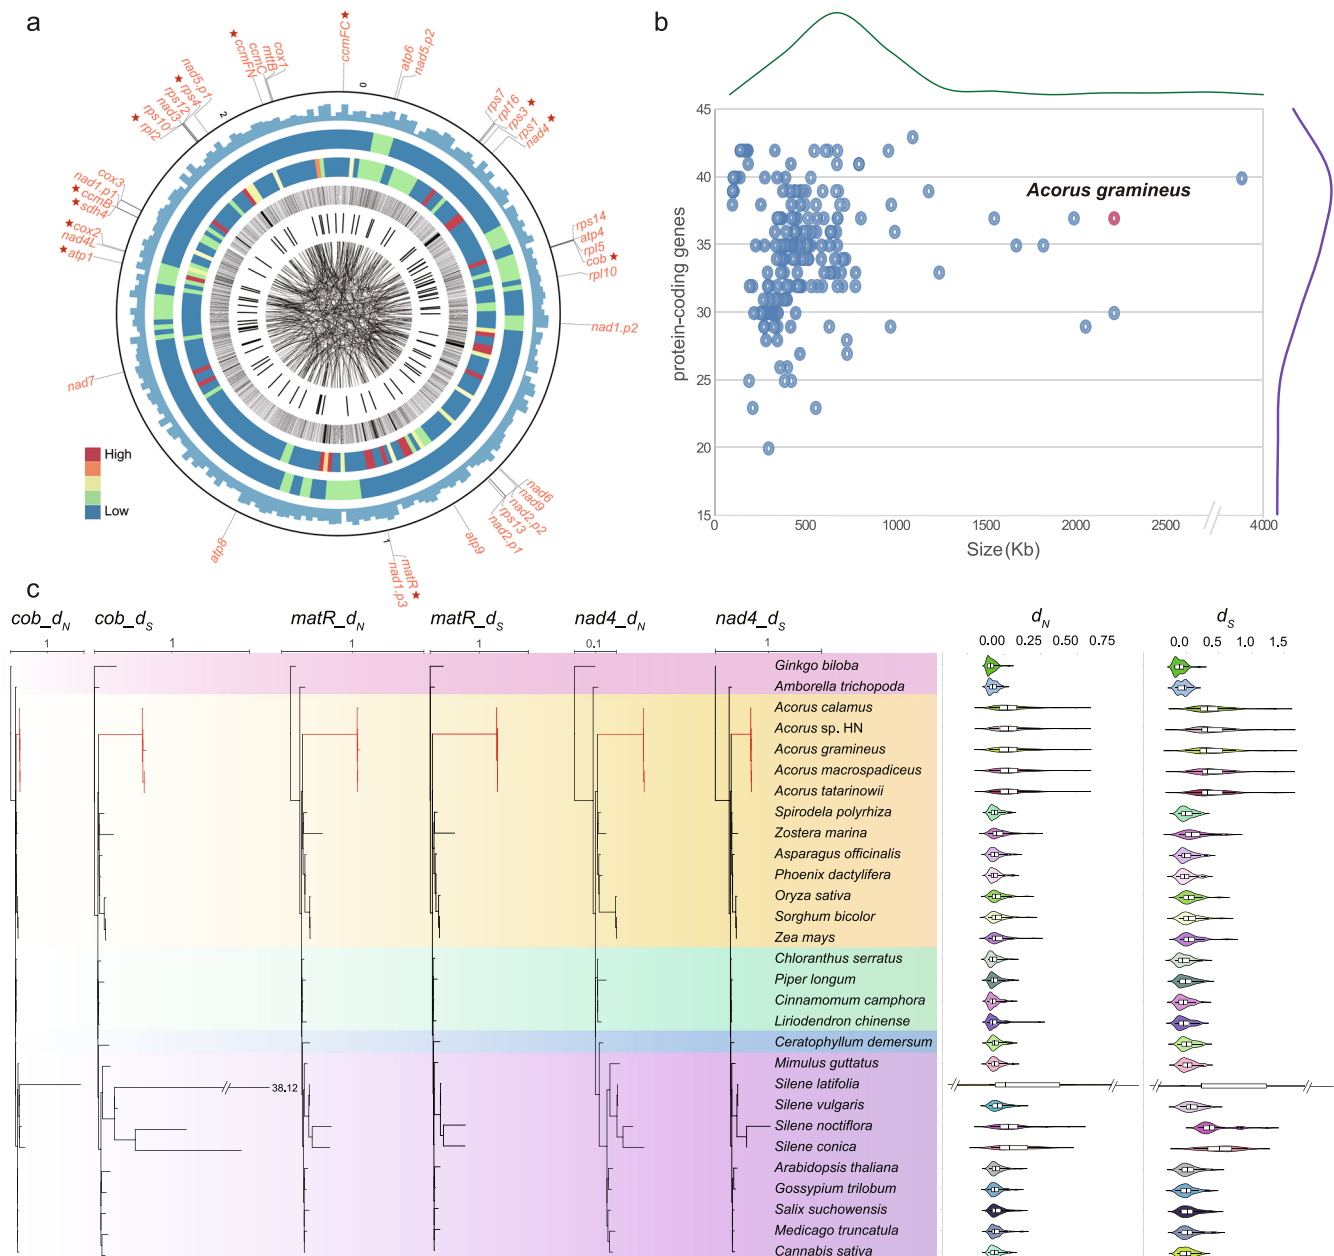 a
ccmFC
ccmFN
ccmC
mttB
cox1
atp6
nad5.p2
rps7
rpl16
rps3
rps1
nad4
rps14
atp4
rpl5
cob
rpl10
nad1.p2
nad6
nad9
nad2.p2
rps13
nad2.p1
atp9
matR
nad1.p3
atp8
nad7
atp1
nad4L
cox2
sdh4
ccmB
nad1.p1
cox3
rpl2
rps10
nad3
rps12
rps4
nad5.p1
0
1
2
High
Low
b
protein-coding genes
45
40
35
30
25
20
15
Acorus gramineus
0 500 1000 1500 2000 2500 4000
Size(Kb)
c
cob_dN cob_dS matR_dN matR_dS nad4_dN nad4_dS dN dS
1 1 1 1 0.1 1 0.00 0.25 0.50 0.75 0.0 0.5 1.0 1.5
Ginkgo biloba
Amborella trichopoda
Acorus calamus
Acorus sp. HN
Acorus gramineus
Acorus macrospadiceus
Acorus tatarinowii
Spirodela polyrhiza
Zostera marina
Asparagus officinalis
Phoenix dactylifera
Oryza sativa
Sorghum bicolor
Zea mays
Chloranthus serratus
Piper longum
Cinnamomum camphora
Liriodendron chinense
Ceratophyllum demersum
Mimulus guttatus
38.12 Silene latifolia
Silene vulgaris
Silene noctiflora
Silene conica
Arabidopsis thaliana
Gossypium trilobum
Salix suchowensis
Medicago truncatula
Cannabis sativa